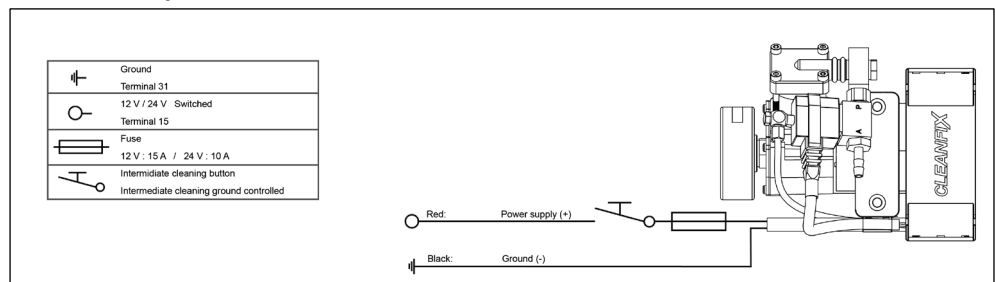 Ground
Terminal 31
12 V / 24 V Switched
Terminal 15
Fuse
12 V : 15 A / 24 V : 10 A
Intermidiate cleaning button
Intermediate cleaning ground controlled
Red: Power supply (+)
Black: Ground (-)
P
A
CLEANFIX